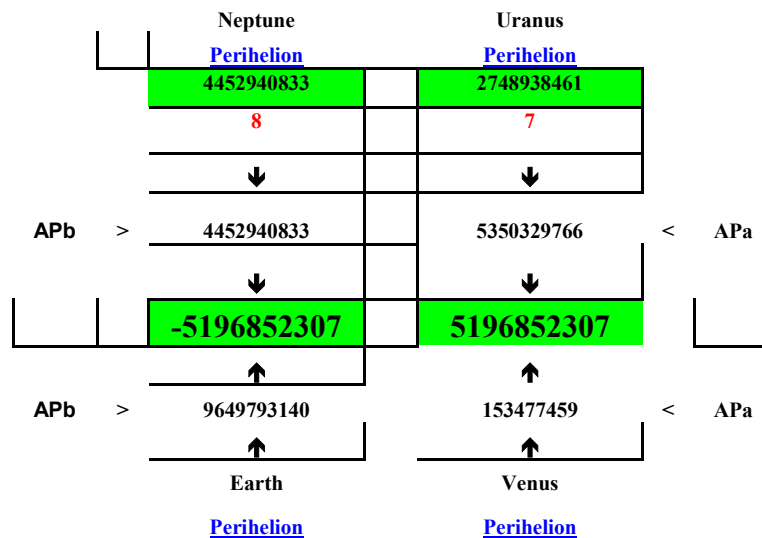 Neptune Uranus
Perihelion Perihelion
4452940833 2748938461
8 7
APb > 4452940833 5350329766 < APa
-5196852307 5196852307
APb > 9649793140 153477459 < APa
Earth Venus
Perihelion Perihelion